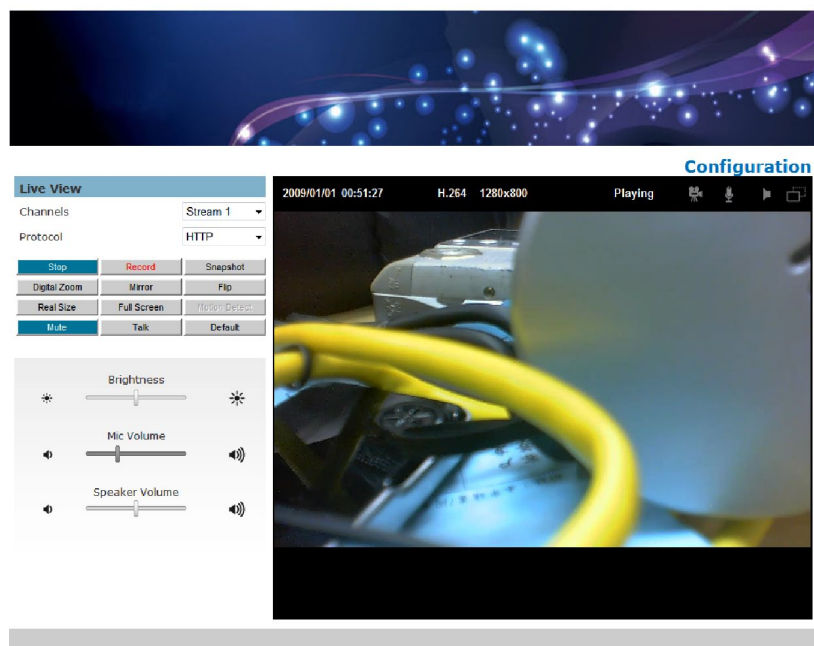 Configuration
Live View
Channels
Stream 1
Protocol
HTTP
Stop
Record
Snapshot
Digital Zoom
Mirror
Flip
Real Size
Full Screen
Motion Detect
Mute
Talk
Default
Brightness
Mic Volume
Speaker Volume
2009/01/01 00:51:27
H.264
1280x800
Playing